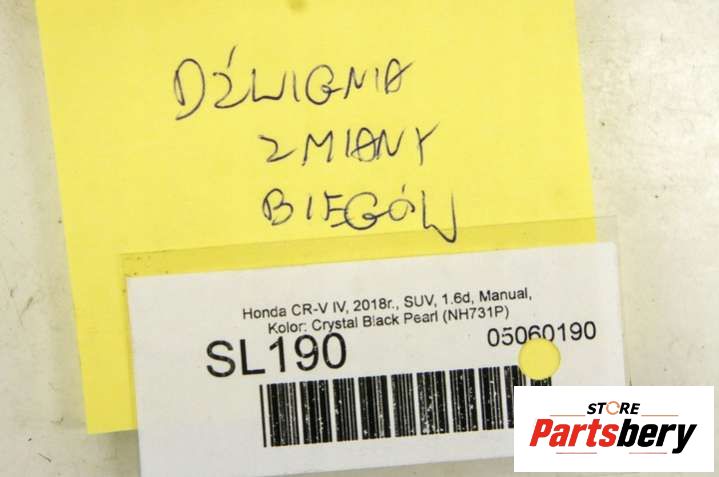 DŹWIGNIA
ZMIANY
BIEGÓW
Honda CR-V IV, 2018r., SUV, 1.6d, Manual,
Kolor: Crystal Black Pearl (NH731P)
SL190 05060190
STORE
Partsbery